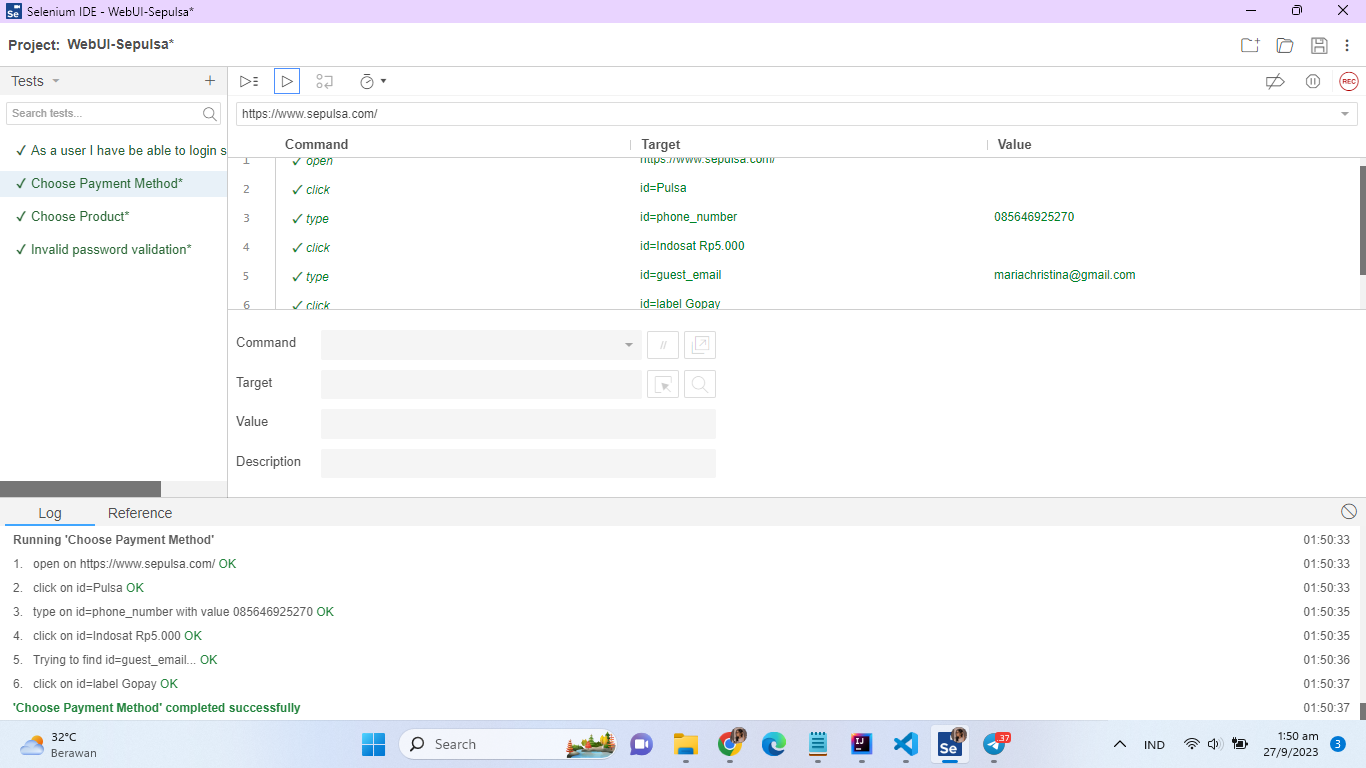 Selenium IDE - WebUI-Sepulsa*
Project: WebUI-Sepulsa*
Tests
Search tests...
✓ As a user I have be able to login s
✓ Choose Payment Method*
✓ Choose Product*
✓ Invalid password validation*
REC
https://www.sepulsa.com/
Command Target Value
1 ✓ open https://www.sepulsa.com/
2 ✓ click id=Pulsa
3 ✓ type id=phone_number 085646925270
4 ✓ click id=Indosat Rp5.000
5 ✓ type id=guest_email mariachristina@gmail.com
6 ✓ click id=label Gopay
Command //
Target
Value
Description
Log Reference
Running 'Choose Payment Method' 01:50:33
1. open on https://www.sepulsa.com/ OK 01:50:33
2. click on id=Pulsa OK 01:50:33
3. type on id=phone_number with value 085646925270 OK 01:50:35
4. click on id=Indosat Rp5.000 OK 01:50:35
5. Trying to find id=guest_email... OK 01:50:36
6. click on id=label Gopay OK 01:50:37
'Choose Payment Method' completed successfully 01:50:37
32°C
Berawan
Search
IJ
Se
37
IND
1:50 am
27/9/2023
3